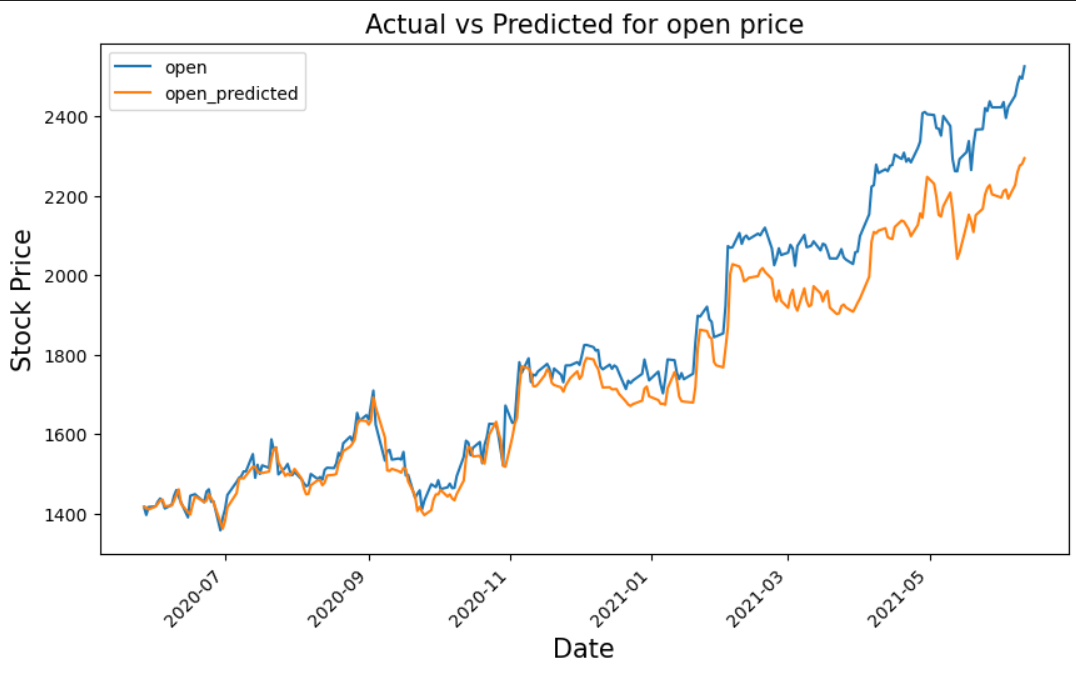 Actual vs Predicted for open price
open
open_predicted
Stock Price
2400
2200
2000
1800
1600
1400
2020-07
2020-09
2020-11
2021-01
2021-03
2021-05
Date